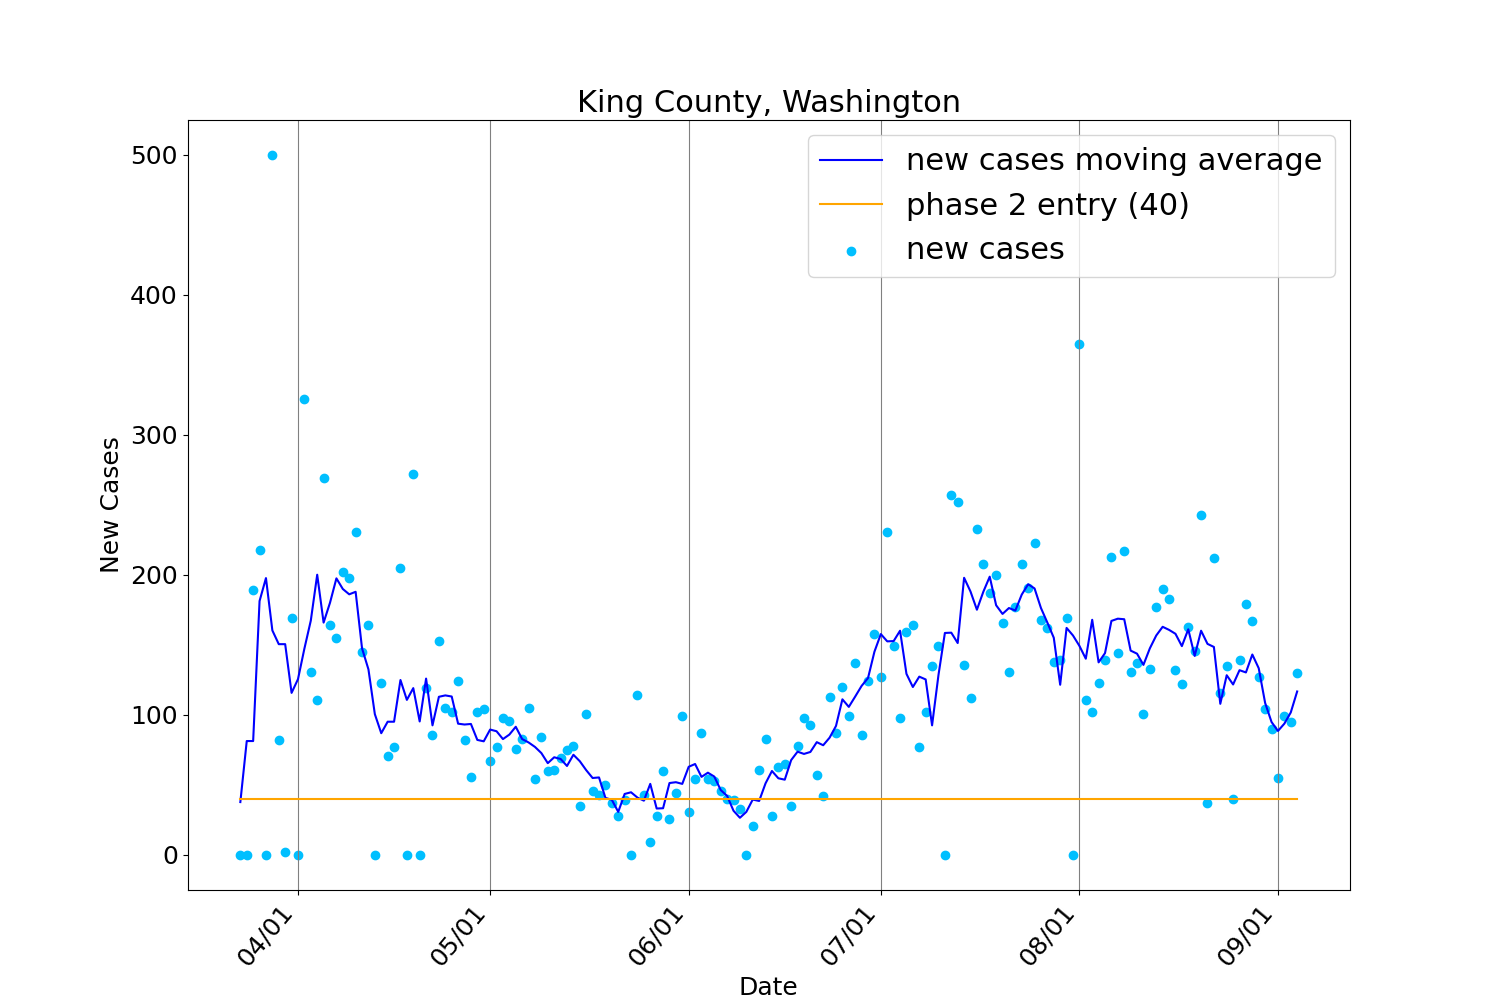 King County, Washington
new cases moving average
phase 2 entry (40)
new cases
New Cases
500
400
300
200
100
0
04/01
05/01
06/01
07/01
08/01
09/01
Date